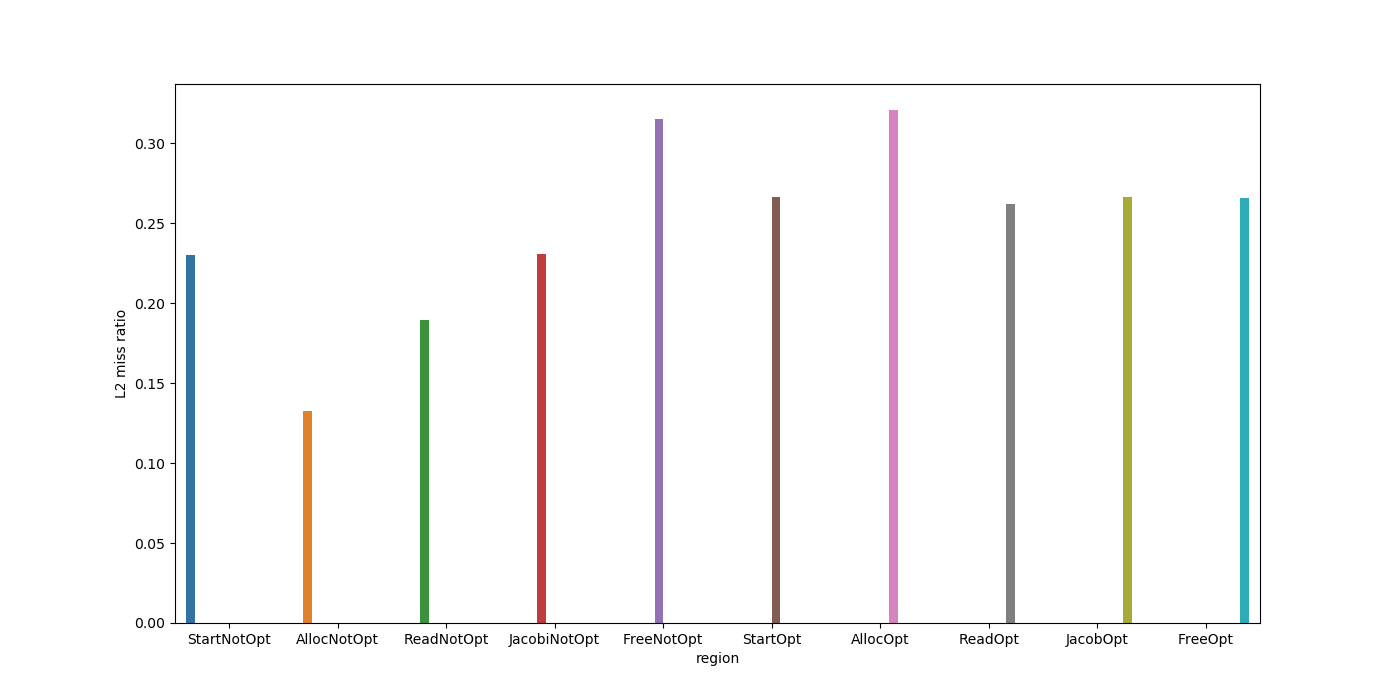 L2 miss ratio
0.30
0.25
0.20
0.15
0.10
0.05
0.00
StartNotOpt AllocNotOpt ReadNotOpt JacobiNotOpt FreeNotOpt StartOpt AllocOpt ReadOpt JacobOpt FreeOpt
region